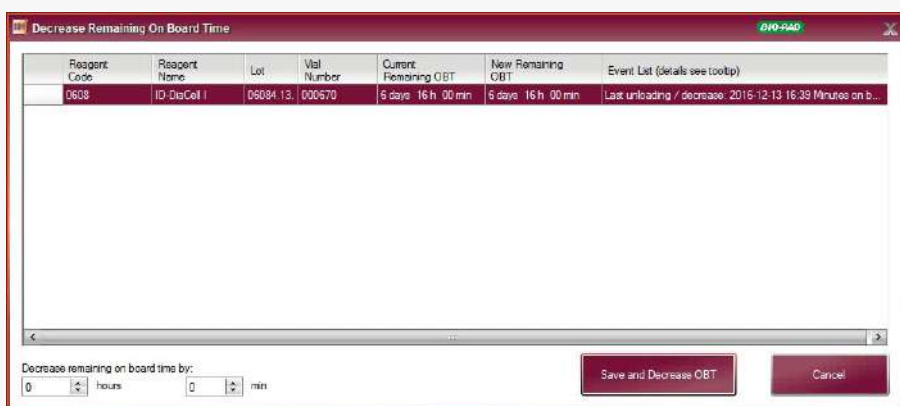 Decrease Remaining On Board Time
BIO-RAD
X
Reagent Code
Reagent Name
Lot
Vial Number
Current Remaining OBT
New Remaining OBT
Event List (details see tooltip)
0608 ID-DiaCell I 06084.13. 000670 6 days 16 h 00 min 6 days 16 h 00 min Last unloading / decrease: 2016-12-13 16:39 Minutes on b...
Decrease remaining on board time by:
0 hours 0 min
Save and Decrease OBT
Cancel